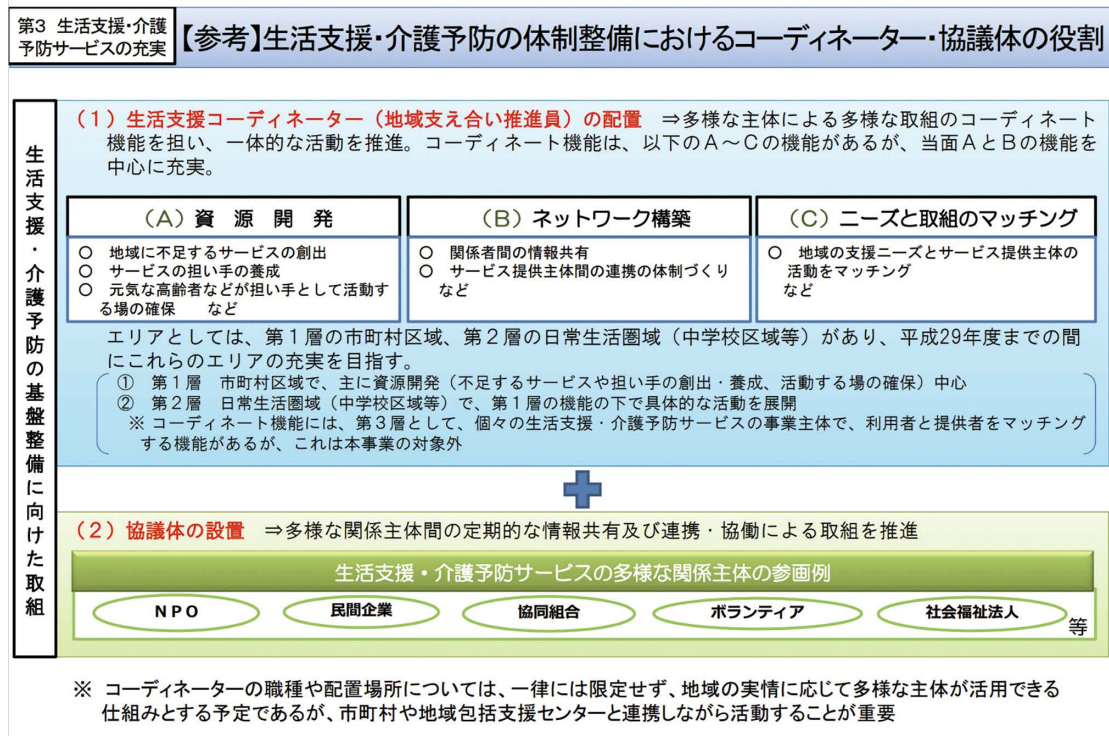 第3 生活支援・介護
予防サービスの充実
【参考】生活支援・介護予防の体制整備におけるコーディネーター・協議体の役割
生活支援・介護予防の基盤整備に向けた取組
（１）生活支援コーディネーター（地域支え合い推進員）の配置　⇒多様な主体による多様な取組のコーディネート
機能を担い、一体的な活動を推進。コーディネート機能は、以下のＡ～Ｃの機能があるが、当面ＡとＢの機能を
中心に充実。
（A）資　源　開　発
○　地域に不足するサービスの創出
○　サービスの担い手の養成
○　元気な高齢者などが担い手として活動す
る場の確保　　など
（B）ネットワーク構築
○　関係者間の情報共有
○　サービス提供主体間の連携の体制づくり
など
（C）ニーズと取組のマッチング
○　地域の支援ニーズとサービス提供主体の
活動をマッチング
など
エリアとしては、第１層の市町村区域、第２層の日常生活圏域（中学校区域等）があり、平成29年度までの間
にこれらのエリアの充実を目指す。
①　第１層　市町村区域で、主に資源開発（不足するサービスや担い手の創出・養成、活動する場の確保）中心
②　第２層　日常生活圏域（中学校区域等）で、第１層の機能の下で具体的な活動を展開
※ コーディネート機能には、第３層として、個々の生活支援・介護予防サービスの事業主体で、利用者と提供者をマッチング
する機能があるが、これは本事業の対象外
（２）協議体の設置　⇒多様な関係主体間の定期的な情報共有及び連携・協働による取組を推進
生活支援・介護予防サービスの多様な関係主体の参画例
ＮＰＯ　民間企業　協同組合　ボランティア　社会福祉法人　等
※ コーディネーターの職種や配置場所については、一律には限定せず、地域の実情に応じて多様な主体が活用できる
仕組みとする予定であるが、市町村や地域包括支援センターと連携しながら活動することが重要